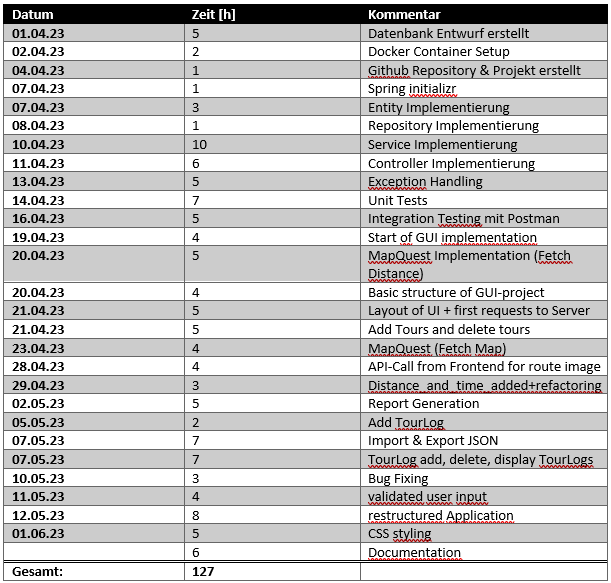 Datum Zeit [h] Kommentar
01.04.23 5 Datenbank Entwurf erstellt
02.04.23 2 Docker Container Setup
04.04.23 1 Github Repository & Projekt erstellt
07.04.23 1 Spring initializr
07.04.23 3 Entity Implementierung
08.04.23 1 Repository Implementierung
10.04.23 10 Service Implementierung
11.04.23 6 Controller Implementierung
13.04.23 5 Exception Handling
14.04.23 7 Unit Tests
16.04.23 5 Integration Testing mit Postman
19.04.23 4 Start of GUI implementation
20.04.23 5 MapQuest Implementation (Fetch
Distance)
20.04.23 4 Basic structure of GUI-project
21.04.23 5 Layout of UI + first requests to Server
21.04.23 5 Add Tours and delete tours
23.04.23 4 MapQuest (Fetch Map)
28.04.23 4 API-Call from Frontend for route image
29.04.23 3 Distance_and_time_added+refactoring
02.05.23 5 Report Generation
05.05.23 2 Add TourLog
07.05.23 7 Import & Export JSON
07.05.23 7 TourLog add, delete, display TourLogs
10.05.23 3 Bug Fixing
11.05.23 4 validated user input
12.05.23 8 restructured Application
01.06.23 5 CSS styling
6 Documentation
Gesamt: 127